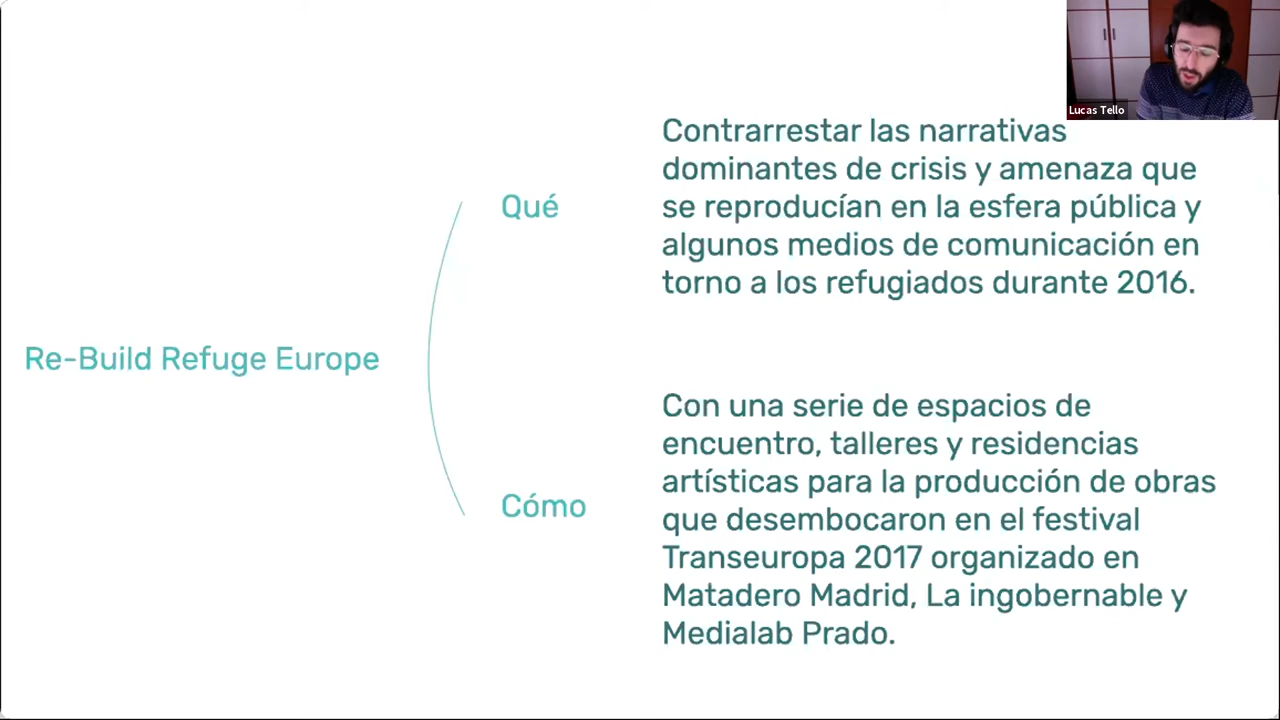 Lucas Tello
Contrarrestar las narrativas
dominantes de crisis y amenaza que
se reproducían en la esfera pública y
algunos medios de comunicación en
torno a los refugiados durante 2016.
Qué
Re-Build Refuge Europe
Cómo
Con una serie de espacios de
encuentro, talleres y residencias
artísticas para la producción de obras
que desembocaron en el festival
Transeuropa 2017 organizado en
Matadero Madrid, La ingobernable y
Medialab Prado.